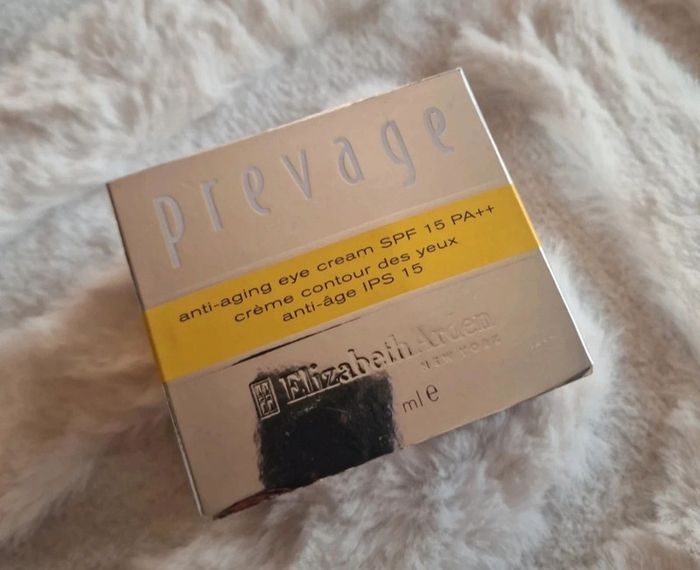 prevage
anti-aging eye cream SPF 15 PA++
crème contour des yeux
anti-âge IPS 15
Elizabeth Arden
NEW YORK
ml e